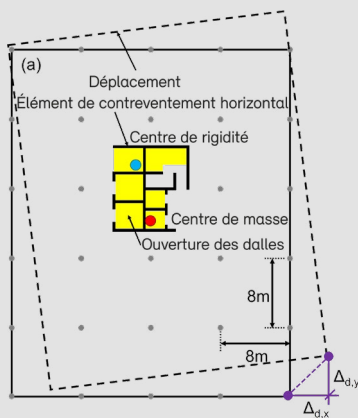 (a)
Déplacement
Élément de contreventement horizontal
Centre de rigidité
Centre de masse
Ouverture des dalles
8m
8m
Δd,y
Δd,x